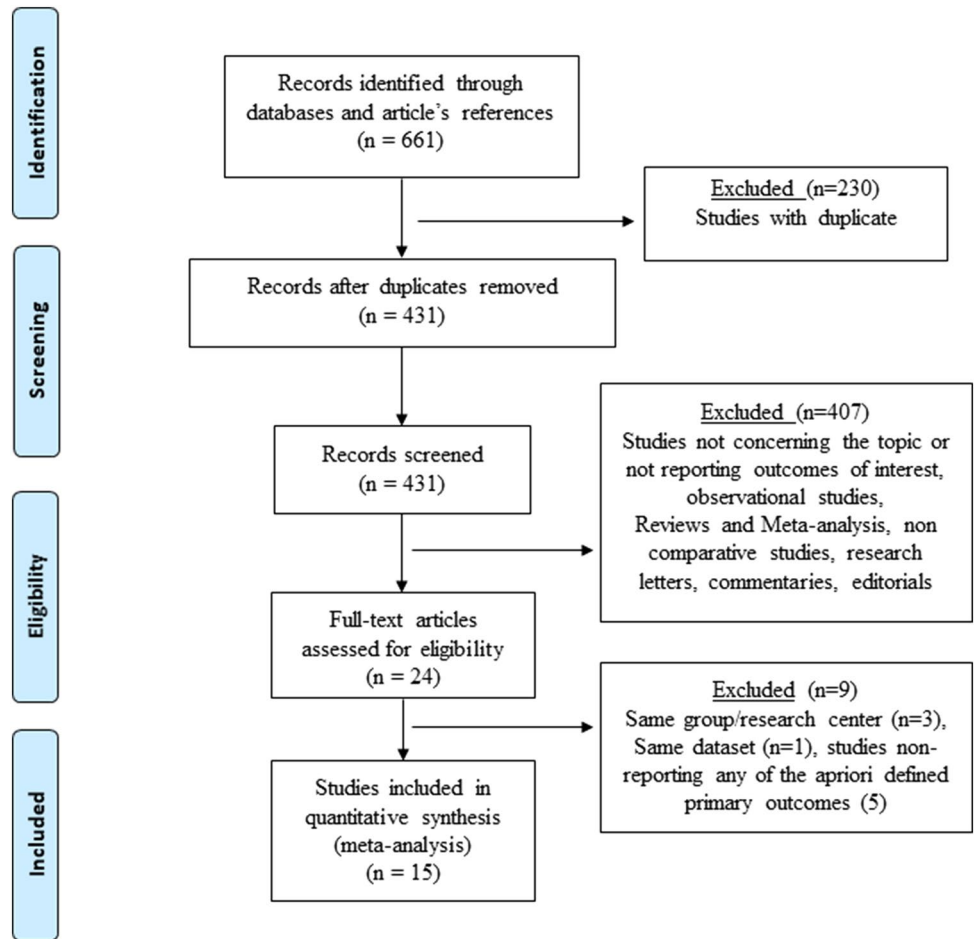 Identification
Records identified through
databases and article's references
(n = 661)
Excluded (n=230)
Studies with duplicate
Screening
Records after duplicates removed
(n = 431)
Records screened
(n = 431)
Excluded (n=407)
Studies not concerning the topic or
not reporting outcomes of interest,
observational studies,
Reviews and Meta-analysis, non
comparative studies, research
letters, commentaries, editorials
Eligibility
Full-text articles
assessed for eligibility
(n = 24)
Excluded (n=9)
Same group/research center (n=3),
Same dataset (n=1), studies non-
reporting any of the apriori defined
primary outcomes (5)
Included
Studies included in
quantitative synthesis
(meta-analysis)
(n = 15)